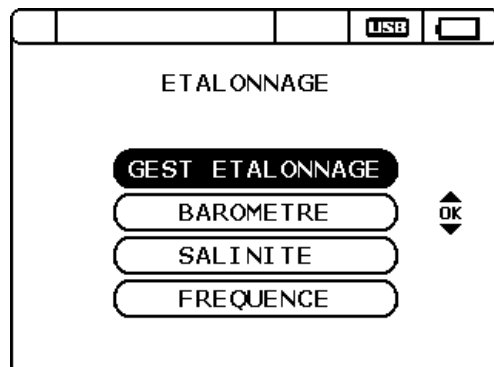 USB
ETALONNAGE
GEST ETALONNAGE
BAROMETRE
OK
SALINITE
FREQUENCE